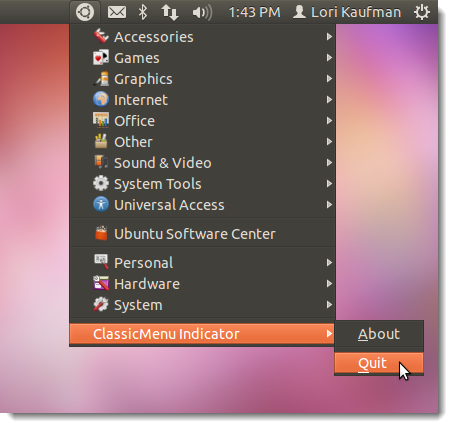 1:43 PM Lori Kaufman
Accessories
Games
Graphics
Internet
Office
Other
Sound & Video
System Tools
Universal Access
Ubuntu Software Center
Personal
Hardware
System
ClassicMenu Indicator
About
Quit